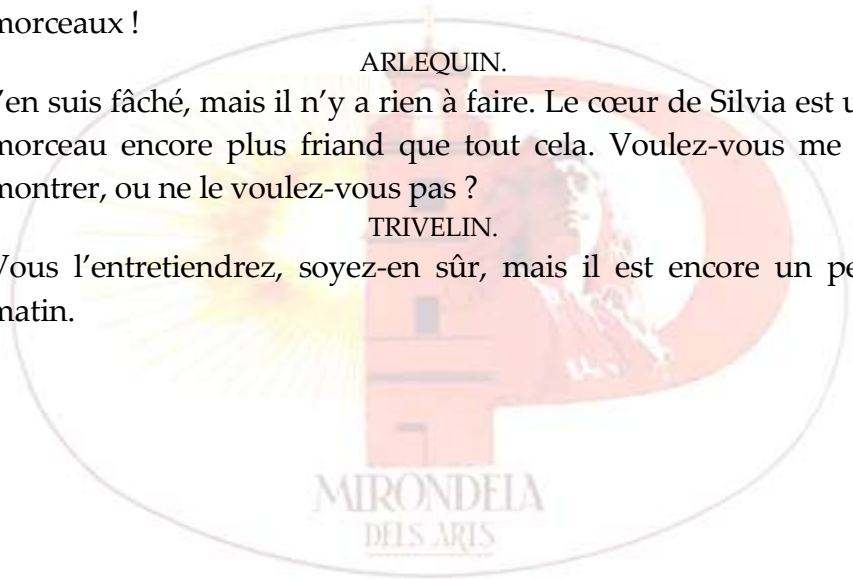 morceaux !
ARLEQUIN.
'en suis fâché, mais il n'y a rien à faire. Le cœur de Silvia est u
morceau encore plus friand que tout cela. Voulez-vous me
montrer, ou ne le voulez-vous pas ?
TRIVELIN.
Vous l'entretiendrez, soyez-en sûr, mais il est encore un pe
matin.
MIRONDELA
DELS ARTS